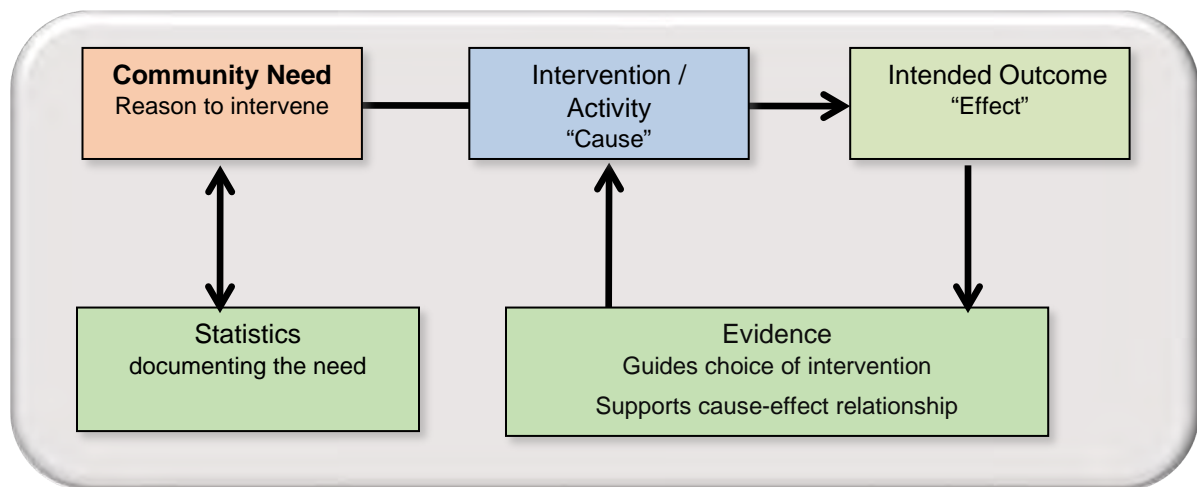 Community Need
Reason to intervene
Intervention /
Activity
“Cause”
Intended Outcome
“Effect”
Statistics
documenting the need
Evidence
Guides choice of intervention
Supports cause-effect relationship